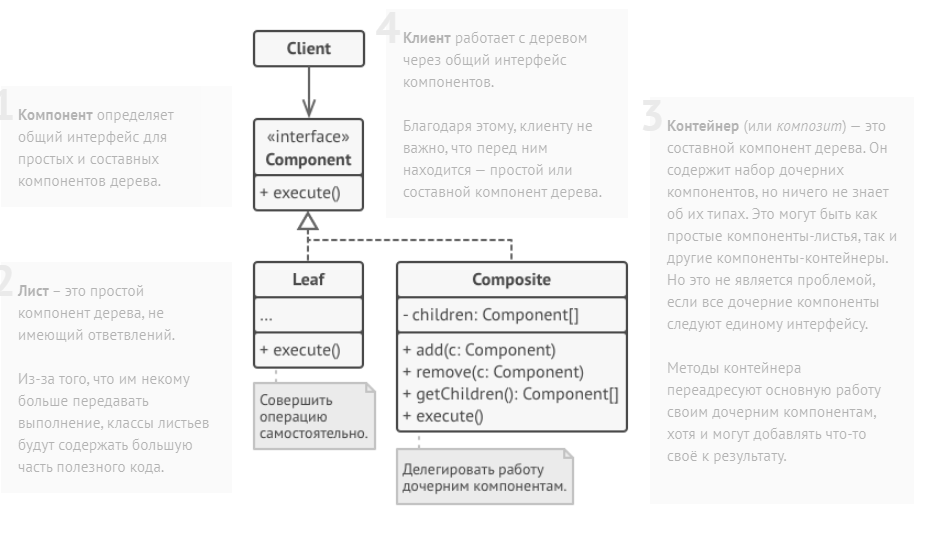 1
Компонент определяет
общий интерфейс для
простых и составных
компонентов дерева.
2
Лист – это простой
компонент дерева, не
имеющий ответвлений.
Из-за того, что им некому
больше передавать
выполнение, классы листьев
будут содержать большую
часть полезного кода.
Client
«interface»
Component
+ execute()
Leaf
...
+ execute()
Совершить
операцию
самостоятельно.
Composite
- children: Component[]
+ add(c: Component)
+ remove(c: Component)
+ getChildren(): Component[]
+ execute()
Делегировать работу
дочерним компонентам.
3
Контейнер (или композит) — это
составной компонент дерева. Он
содержит набор дочерних
компонентов, но ничего не знает
об их типах. Это могут быть как
простые компоненты-листья, так и
другие компоненты-контейнеры.
Но это не является проблемой,
если все дочерние компоненты
следуют единому интерфейсу.
Методы контейнера
переадресуют основную работу
своим дочерним компонентам,
хотя и могут добавлять что-то
своё к результату.
4
Клиент работает с деревом
через общий интерфейс
компонентов.
Благодаря этому, клиенту не
важно, что перед ним
находится — простой или
составной компонент дерева.